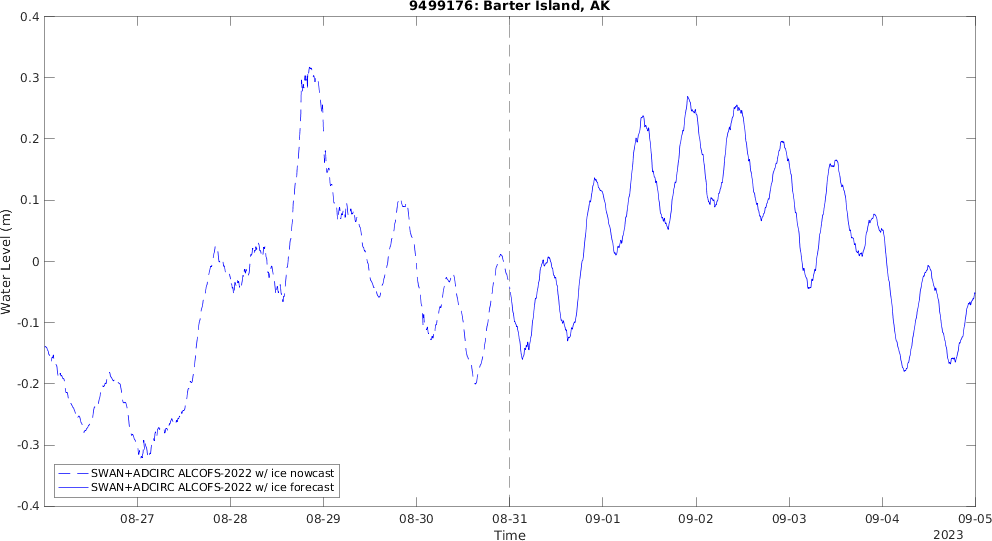 9499176: Barter Island, AK
0.4
0.3
0.2
0.1
0
-0.1
-0.2
-0.3
-0.4
Water Level (m)
SWAN+ADCIRC ALCOFS-2022 w/ ice nowcast
SWAN+ADCIRC ALCOFS-2022 w/ ice forecast
08-27 08-28 08-29 08-30 08-31 09-01 09-02 09-03 09-04 09-05
Time
2023